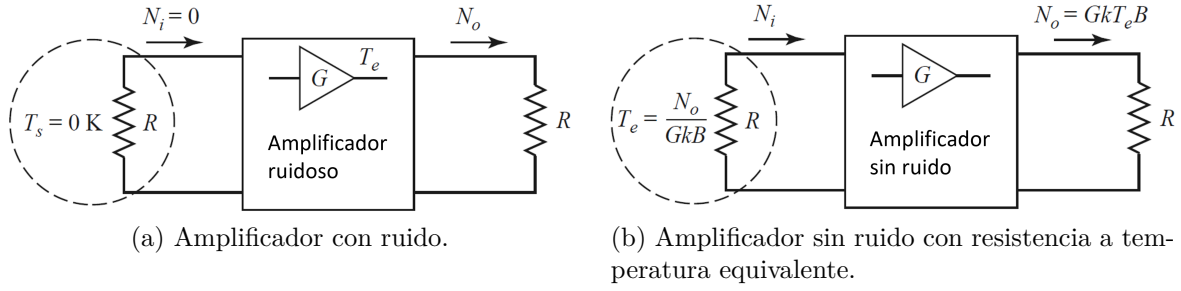 N_i = 0
N_o
T_s = 0 K
R
G
T_e
Amplificador
ruidoso
R
(a) Amplificador con ruido.
N_i
N_o = GkT_eB
T_e = N_o / GkB
R
G
Amplificador
sin ruido
R
(b) Amplificador sin ruido con resistencia a tem-
peratura equivalente.